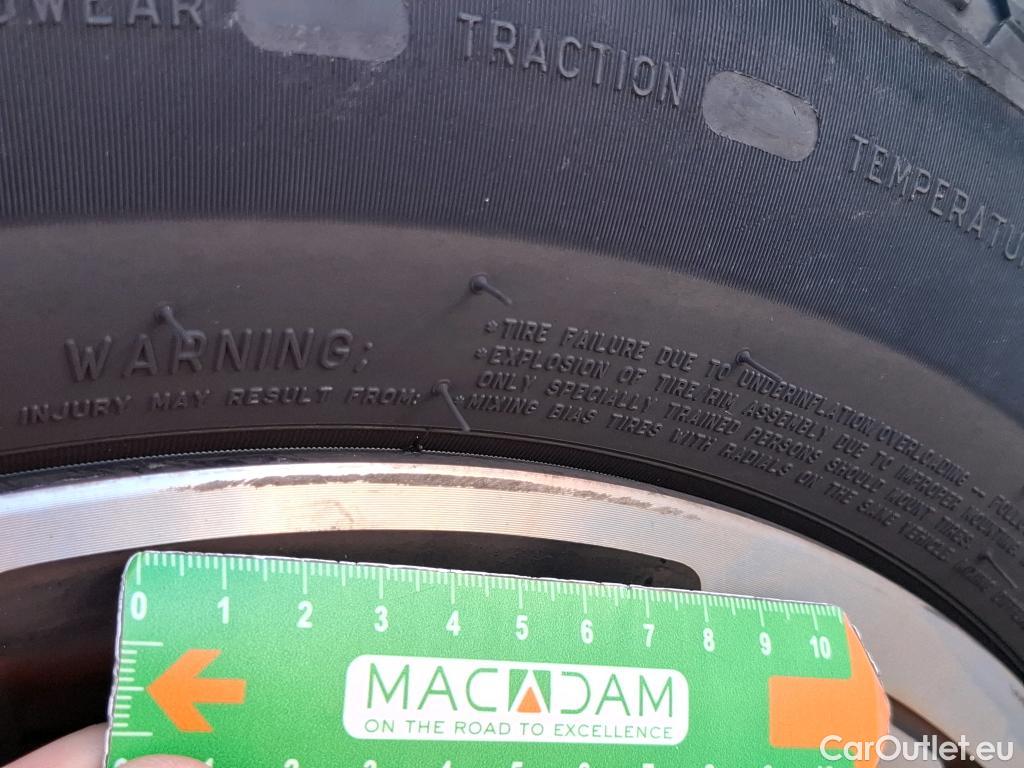 TRACTION
TEMPERATU
WARNING;
INJURY MAY RESULT FROM:
*TIRE FAILURE DUE TO UNDERINFLATION OVERLOADING -
*EXPLOSION OF TIRE/RIM ASSEMBLY DUE TO IMPROPER MOUNTING
ONLY SPECIALLY TRAINED PERSONS SHOULD MOUNT TIRES
*MIXING BIAS TIRES WITH RADIALS ON THE SAME VEHICLE
0 1 2 3 4 5 6 7 8 9 10
MACADAM
ON THE ROAD TO EXCELLENCE
CarOutlet.eu